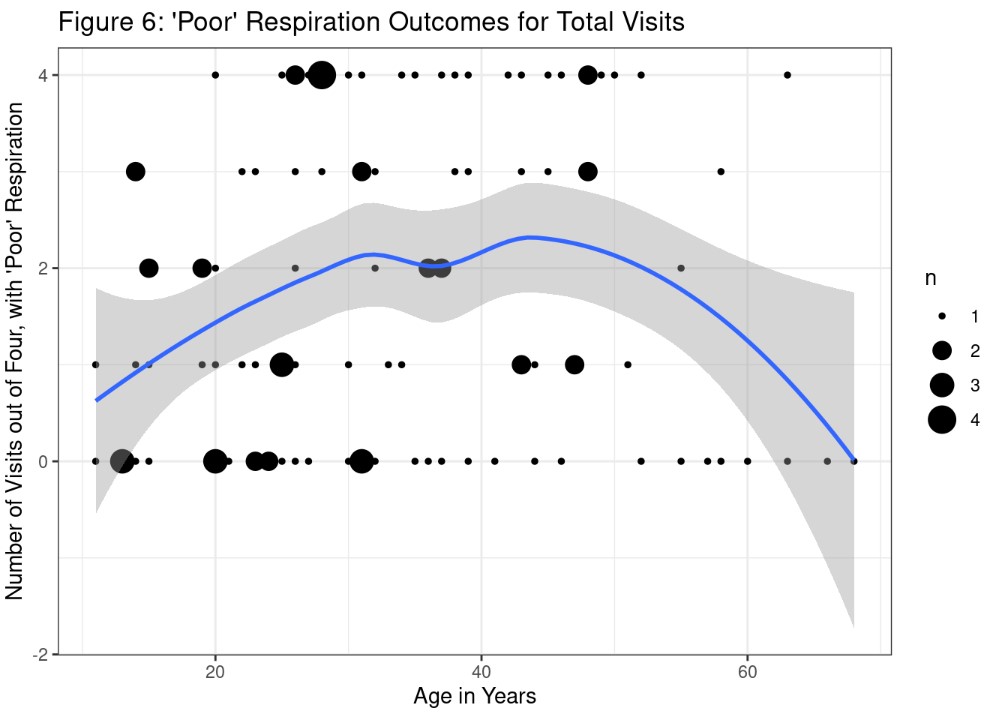 Figure 6: 'Poor' Respiration Outcomes for Total Visits
Number of Visits out of Four, with 'Poor' Respiration
4
2
0
-2
20
40
60
Age in Years
n
1
2
3
4